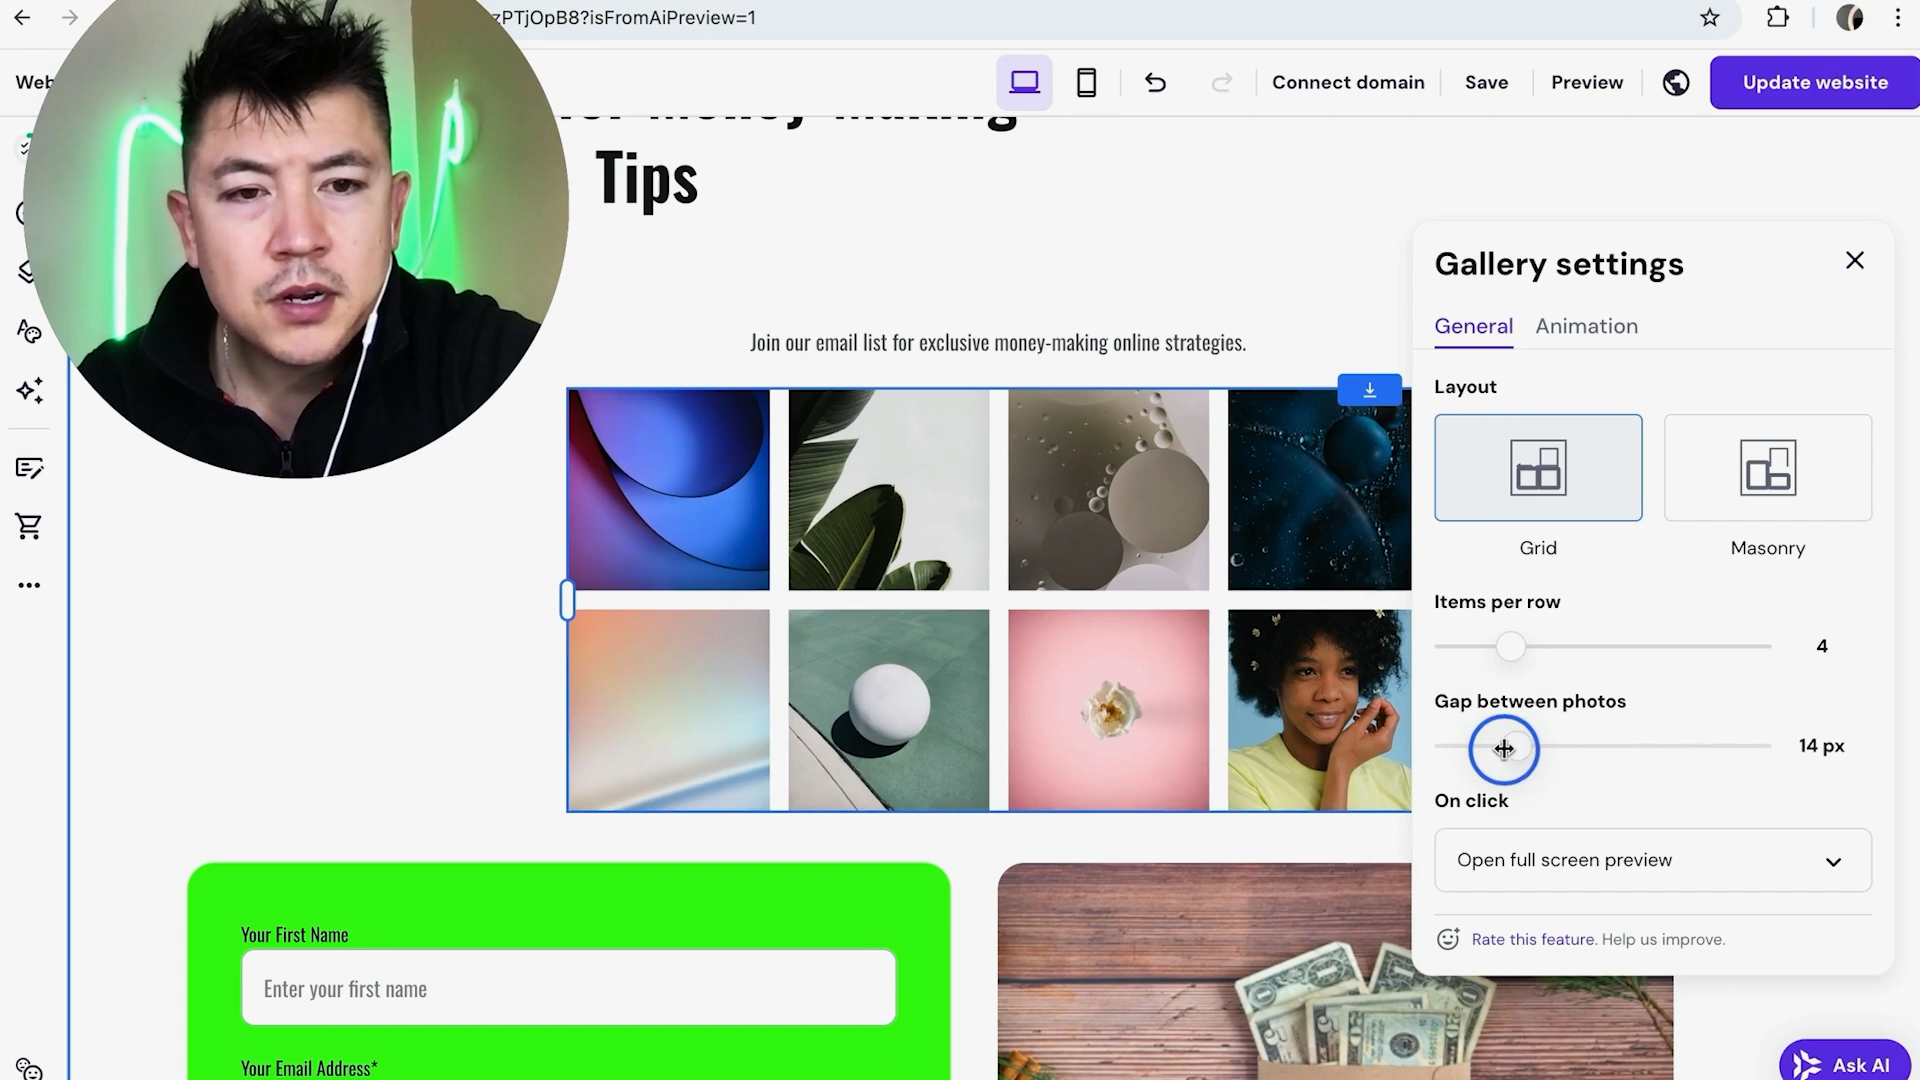 zPTjOpB8?isFromAiPreview=1
Web
Connect domain
Save
Preview
Update website
Tips
Join our email list for exclusive money-making online strategies.
Gallery settings
General
Animation
Layout
Grid
Masonry
Items per row
4
Gap between photos
14 px
On click
Open full screen preview
Rate this feature. Help us improve.
Your First Name
Enter your first name
Your Email Address*
Ask AI